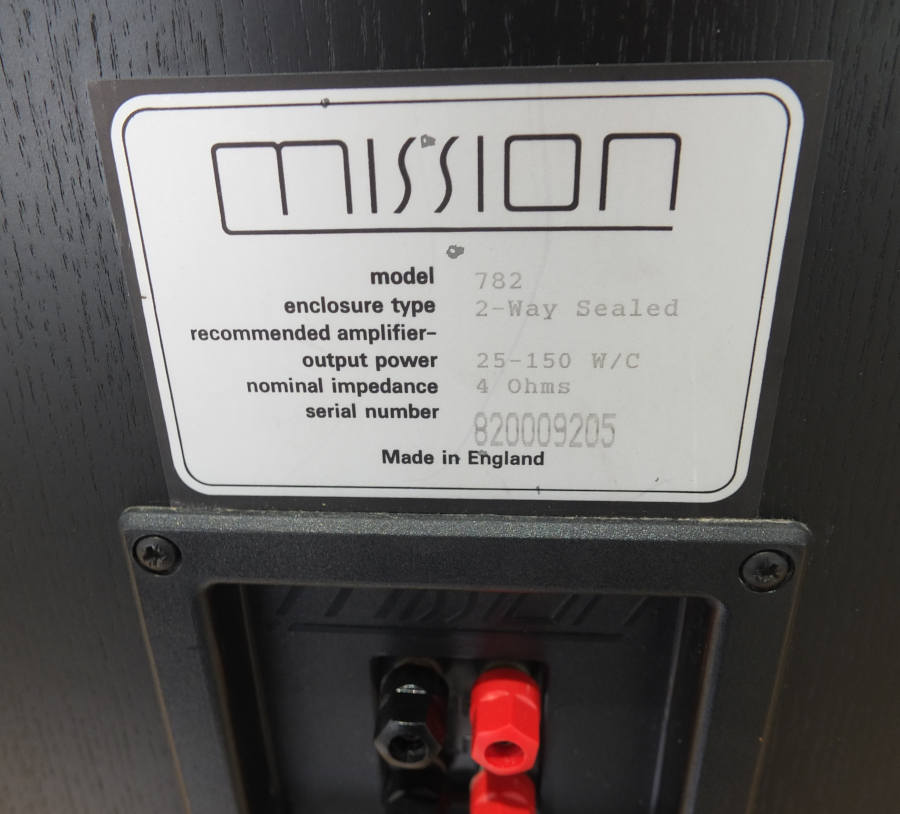 mission
model 782
enclosure type 2-Way Sealed
recommended amplifier-
output power 25-150 W/C
nominal impedance 4 Ohms
serial number 820009205
Made in England
mission